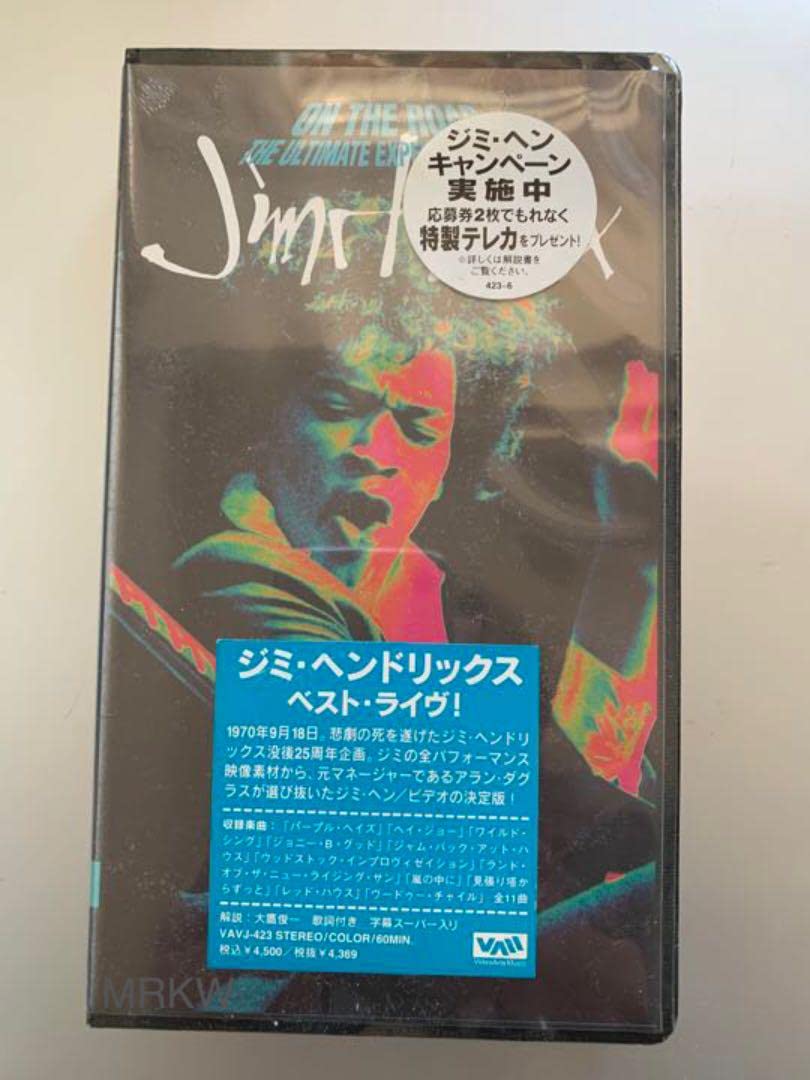 ON THE ROAD
THE ULTIMATE
Jimi
ジミ・ヘン
キャンペーン
実施中
応募券2枚でもれなく
特製テレカをプレゼント!
※詳しくは解説書を
ご覧ください。
423-6
ジミ・ヘンドリックス
ベスト・ライヴ!
1970年9月18日。悲劇の死を遂げたジミ・ヘンドリ
ックス没後25周年企画。ジミの全パフォーマンス
映像素材から、元マネージャーであるアラン・ダグ
ラスが選び抜いたジミ・ヘン/ビデオの決定版!
収録楽曲:「パープル・ヘイズ」「ヘイ・ジョー」「ワイルド・
シング」「ジョニー・B・グッド」「ジャム・バック・アット・ハ
ウス」「ウッドストック・インプロヴィゼイション」「ランド・
オブ・ザ・ニュー・ライジング・サン」「嵐の中に」「見張り塔か
らずっと」「レッド・ハウス」「ヴードゥー・チャイル」 全11曲
解説:大鷹俊一 歌詞付き 字幕スーパー入り
VAVJ-423 STEREO/COLOR/60MIN.
税込¥4,500/税抜¥4,369
VAM
VideoArts Music
MRKW